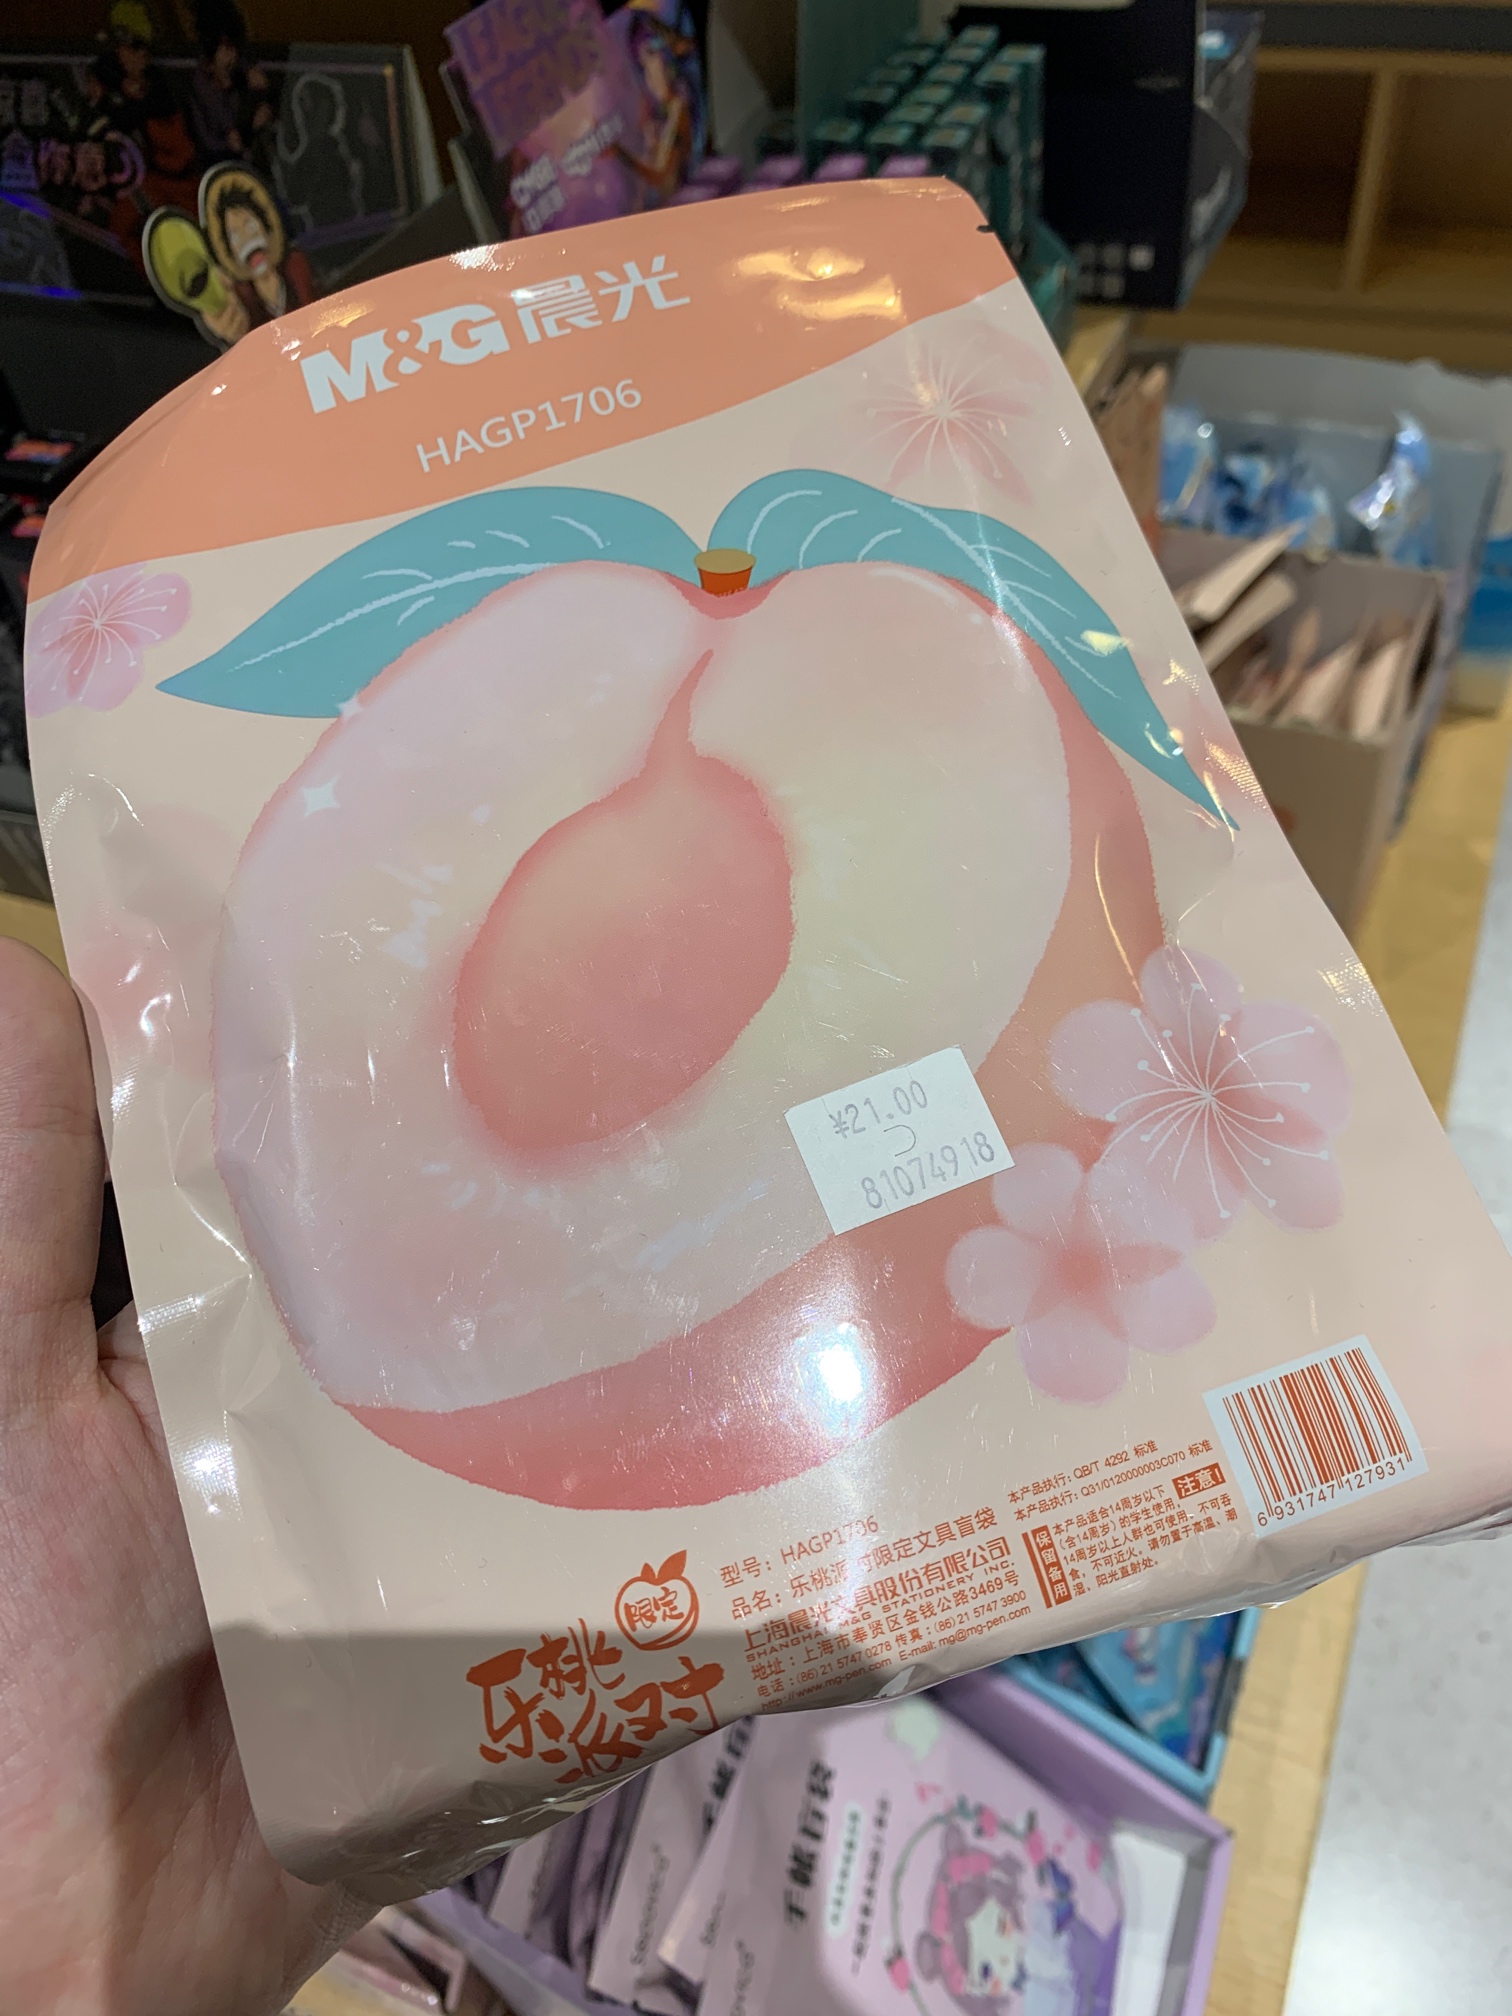 M&G晨光
HAGP1706
¥21.00
81074918
限定
乐桃
派对
型号：HAGP1706
品名：乐桃派对限定文具盲袋
上海晨光文具股份有限公司
SHANGHAI M&G STATIONERY INC.
地址：上海市奉贤区金钱公路3469号
电话：(86) 21 5747 0278 传真：(86) 21 5747 3900
http://www.mg-pen.com E-mail: mg@mg-pen.com
本产品执行：QB/T 4292 标准
本产品执行：Q31/0120000003C070 标准
保留备用
本产品适合14周岁以下 注意！
（含14周岁）的学生使用，
14周岁以上人群也可使用。不可吞
食，不可近火。请勿置于高温、潮
湿、阳光直射处。
6 931747 127931
手帐盲袋